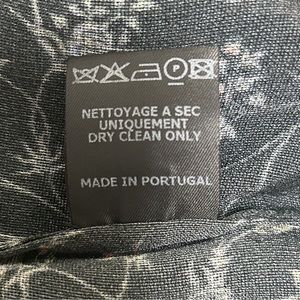 P
NETTOYAGE A SEC
UNIQUEMENT
DRY CLEAN ONLY
MADE IN PORTUGAL